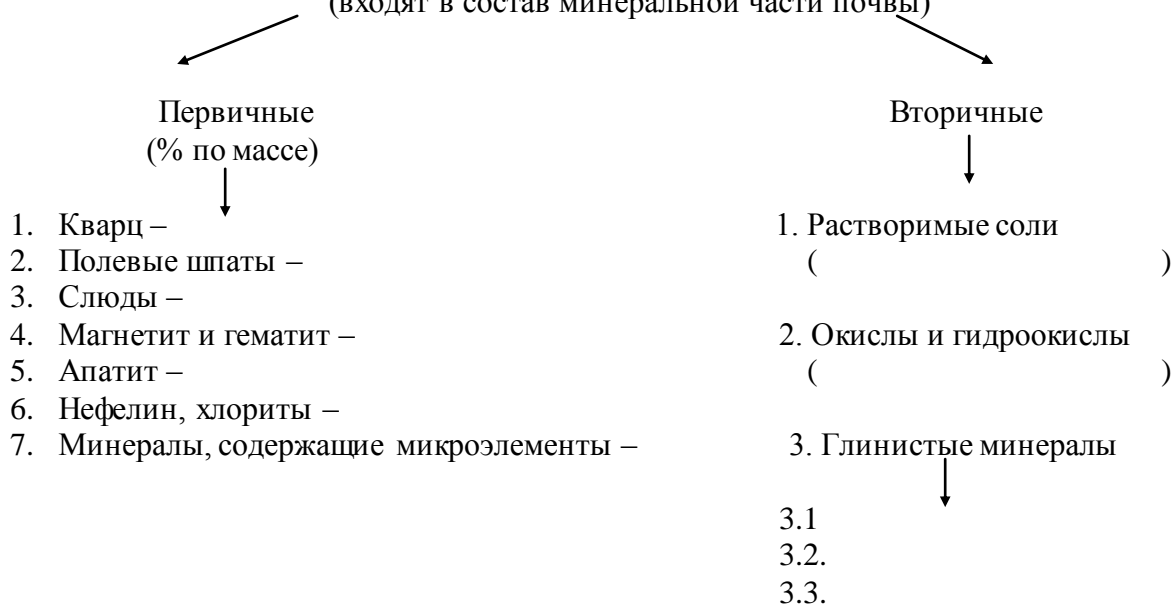 (входят в состав минеральной части почвы)
Первичные
(% по массе)
1. Кварц –
2. Полевые шпаты –
3. Слюды –
4. Магнетит и гематит –
5. Апатит –
6. Нефелин, хлориты –
7. Минералы, содержащие микроэлементы –
Вторичные
1. Растворимые соли
( )
2. Окислы и гидроокислы
( )
3. Глинистые минералы
3.1
3.2.
3.3.